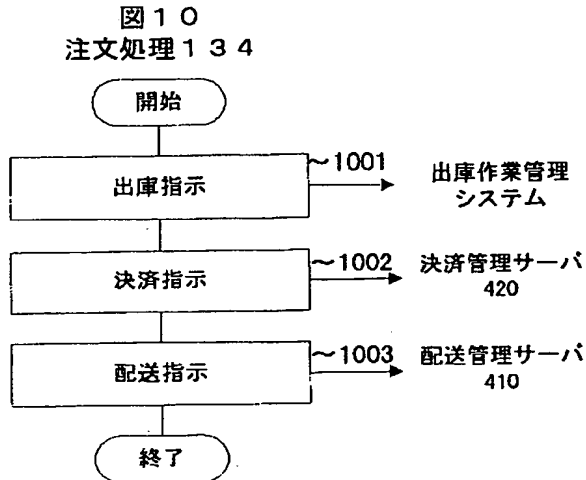 図１０
注文処理１３４
開始
出庫指示
～1001
出庫作業管理
システム
決済指示
～1002
決済管理サーバ
420
配送指示
～1003
配送管理サーバ
410
終了